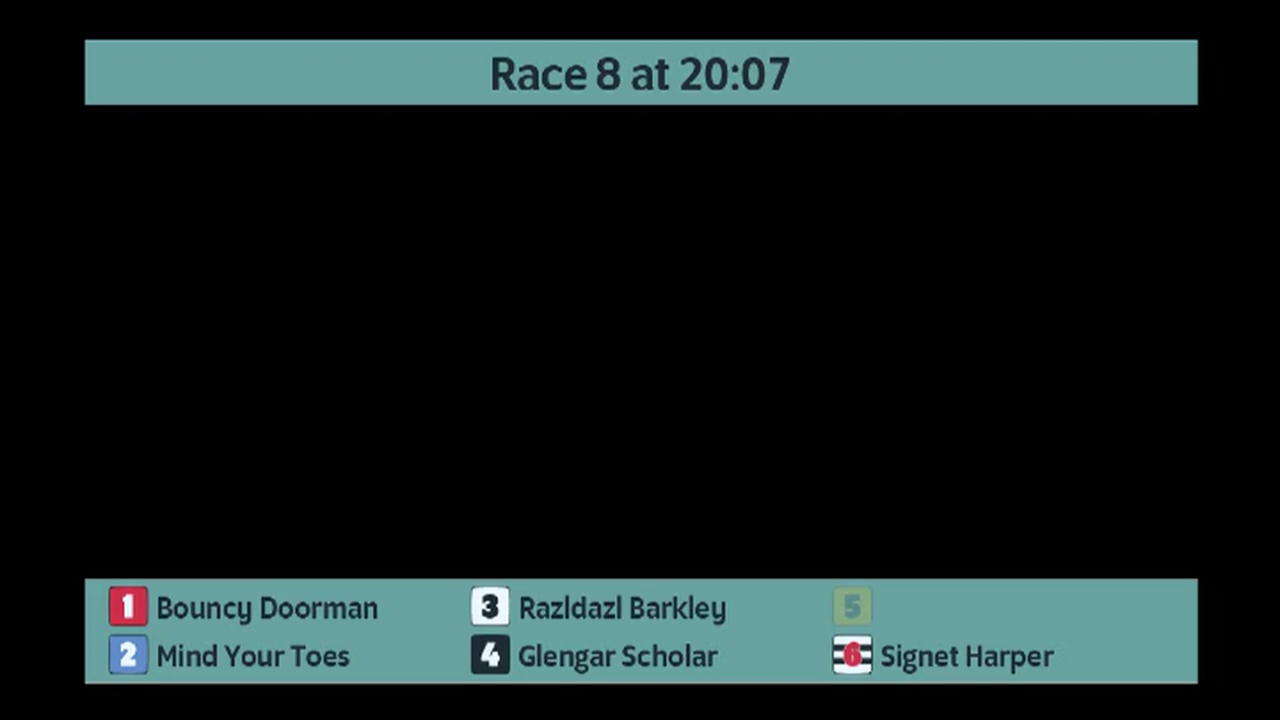 Race 8 at 20:07
1 Bouncy Doorman
2 Mind Your Toes
3 Razldazl Barkley
4 Glengar Scholar
5
6 Signet Harper